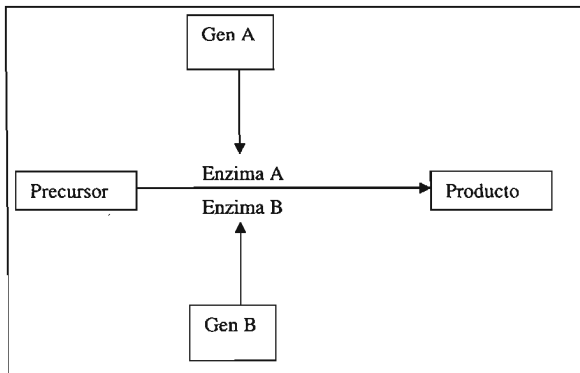 Gen A
Enzima A
Precursor
Producto
Enzima B
Gen B